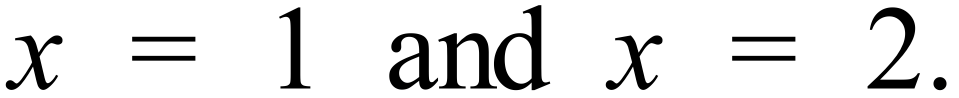 x = 1 and x = 2.